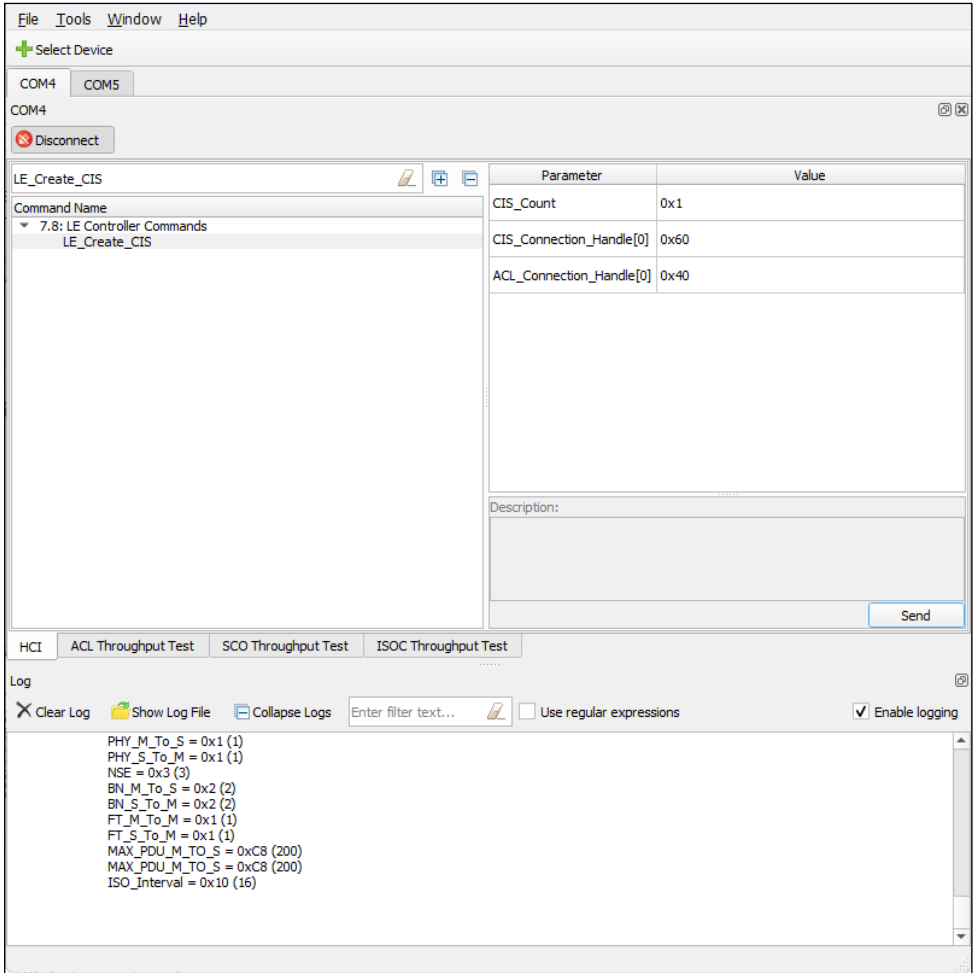 File Tools Window Help
Select Device
COM4 COM5
COM4
Disconnect
LE_Create_CIS
Command Name
7.8: LE Controller Commands
LE_Create_CIS
Parameter Value
CIS_Count 0x1
CIS_Connection_Handle[0] 0x60
ACL_Connection_Handle[0] 0x40
Description:
Send
HCI ACL Throughput Test SCO Throughput Test ISOC Throughput Test
Log
Clear Log Show Log File Collapse Logs Enter filter text... Use regular expressions Enable logging
PHY_M_To_S = 0x1 (1)
PHY_S_To_M = 0x1 (1)
NSE = 0x3 (3)
BN_M_To_S = 0x2 (2)
BN_S_To_M = 0x2 (2)
FT_M_To_M = 0x1 (1)
FT_S_To_M = 0x1 (1)
MAX_PDU_M_TO_S = 0xC8 (200)
MAX_PDU_M_TO_S = 0xC8 (200)
ISO_Interval = 0x10 (16)